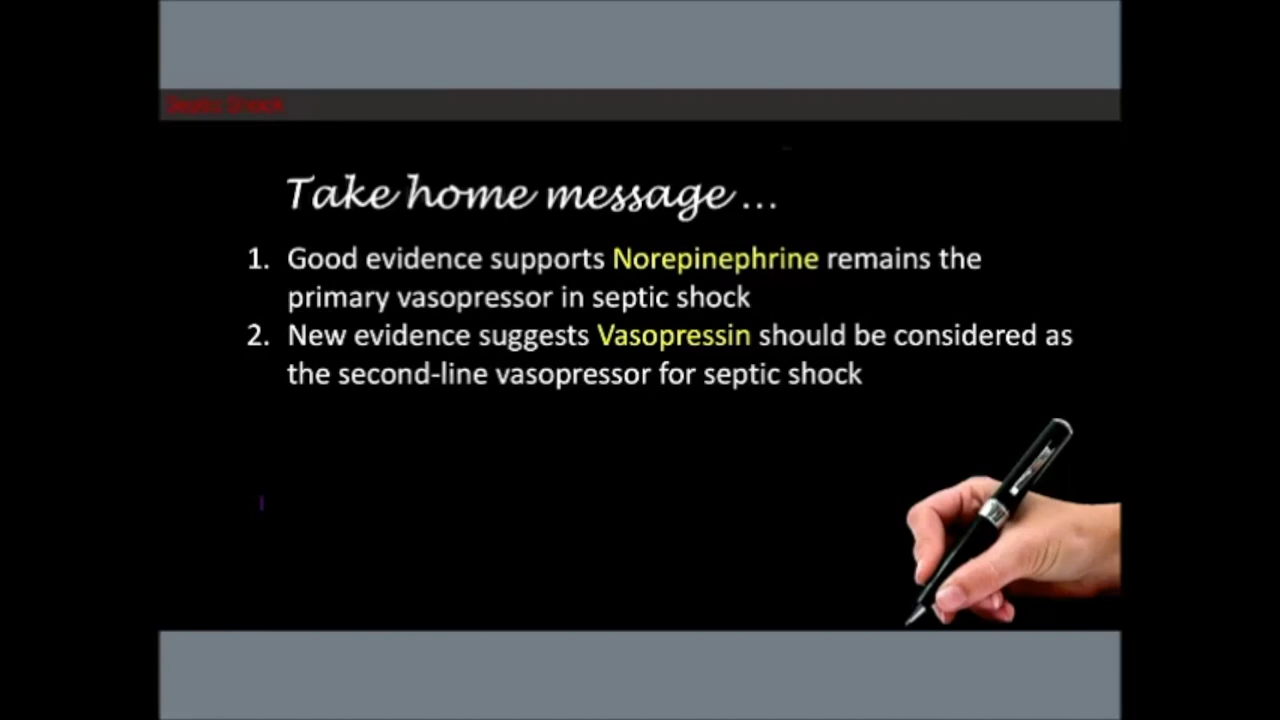 Septic Shock
Take home message ...
1. Good evidence supports Norepinephrine remains the
primary vasopressor in septic shock
2. New evidence suggests Vasopressin should be considered as
the second-line vasopressor for septic shock